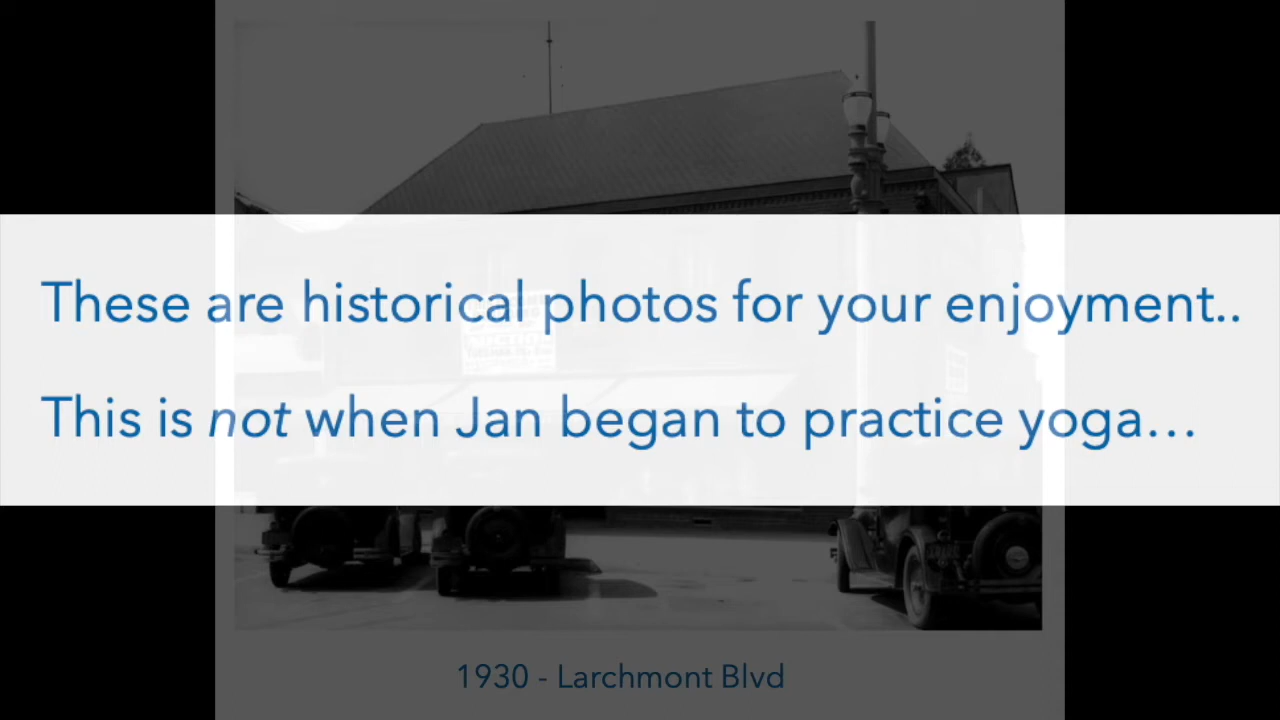 These are historical photos for your enjoyment..
This is not when Jan began to practice yoga…
1930 - Larchmont Blvd